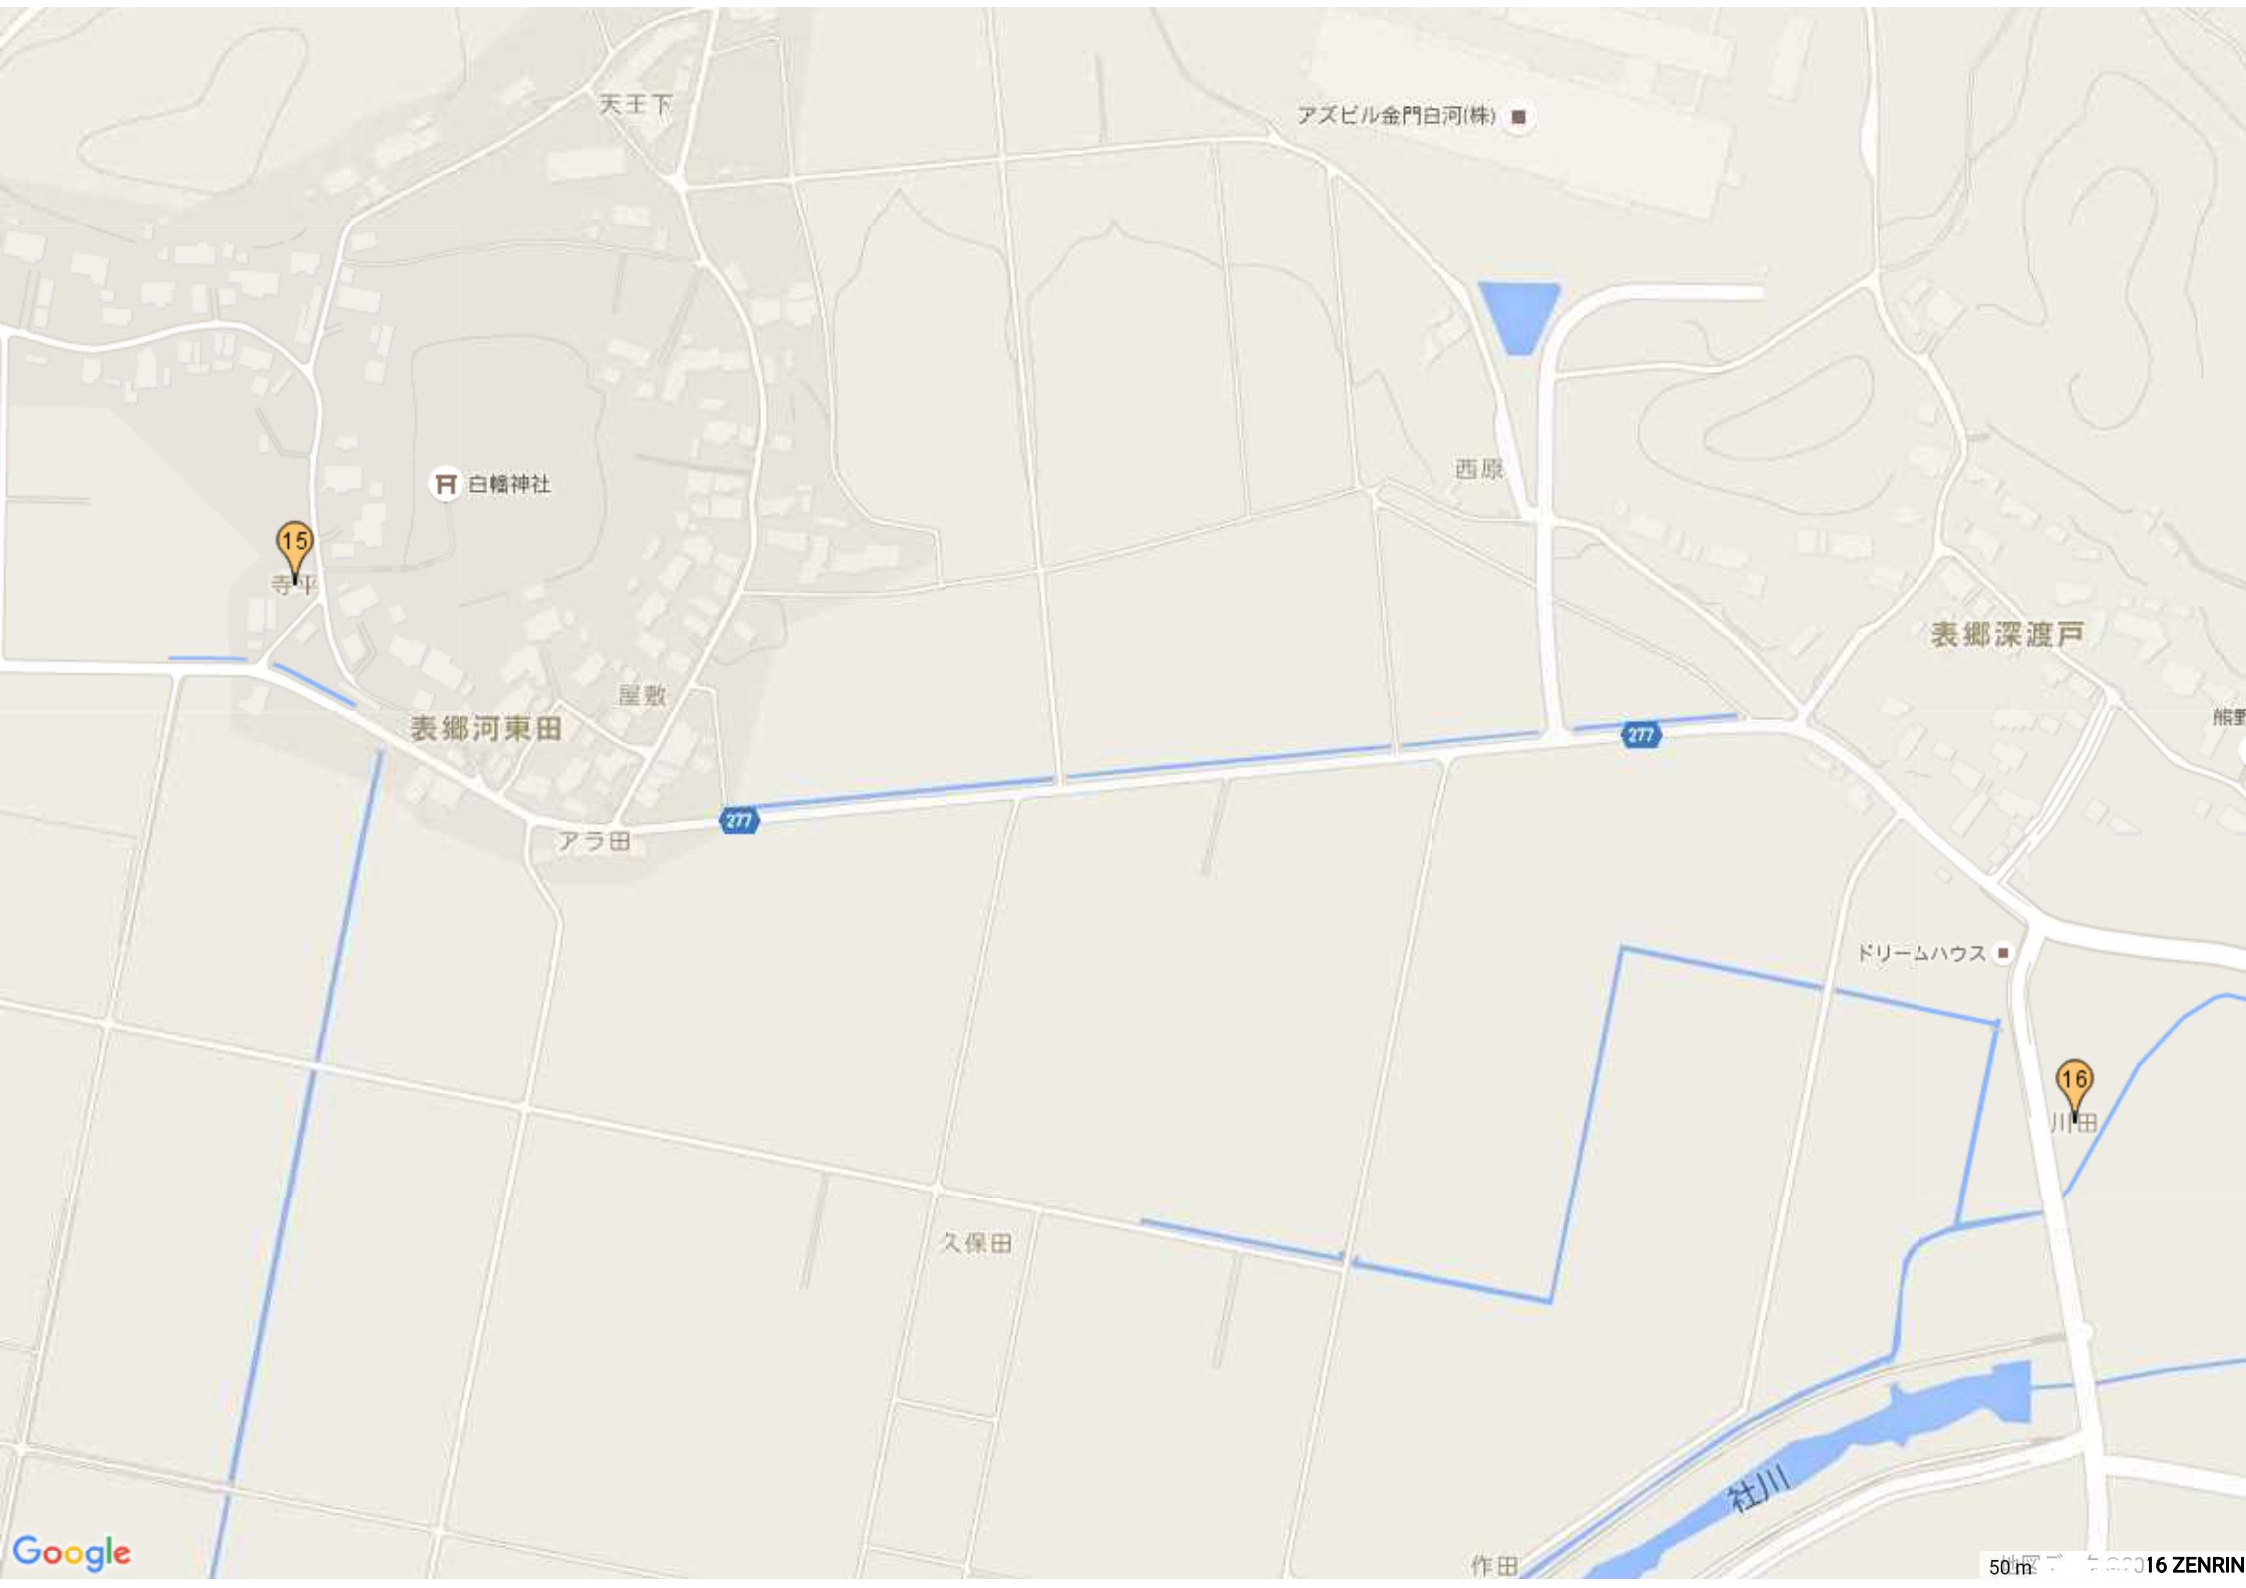 天王下
アズビル金門白河(株)
白幡神社
西原
15
寺平
表郷深渡戸
屋敷
表郷河東田
熊野
277
277
アラ田
ドリームハウス
16
川田
久保田
社川
作田
Google
50 m
16 ZENRIN